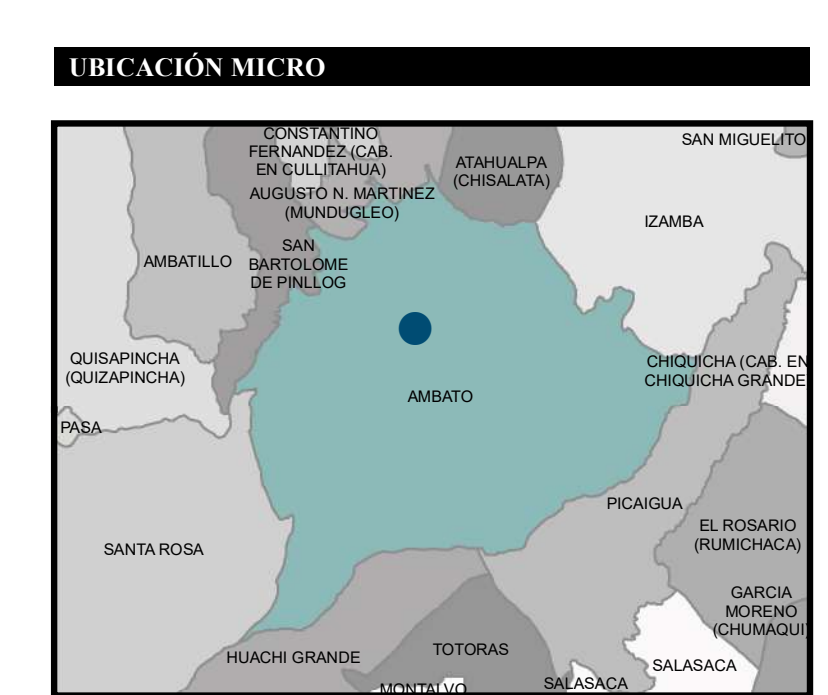 UBICACIÓN MICRO
CONSTANTINO
FERNANDEZ (CAB.
EN CULLITAHUA)
SAN MIGUELITO
ATAHUALPA
(CHISALATA)
AUGUSTO N. MARTINEZ
(MUNDUGLEO)
IZAMBA
AMBATILLO
SAN
BARTOLOME
DE PINLLOG
QUISAPINCHA
(QUIZAPINCHA)
CHIQUICHA (CAB. EN
CHIQUICHA GRANDE
AMBATO
PASA
PICAIGUA
EL ROSARIO
(RUMICHACA)
SANTA ROSA
GARCIA
MORENO
(CHUMAQUI)
HUACHI GRANDE
TOTORAS
SALASACA
MONTALVO
SALASACA